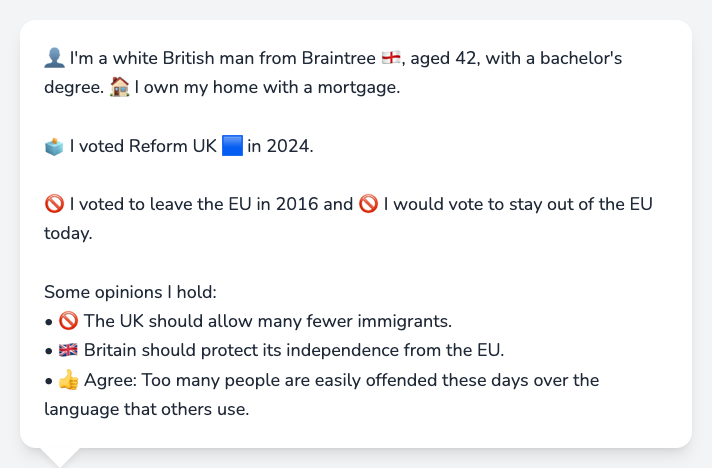 👤 I'm a white British man from Braintree 🏴󠁧󠁢󠁥󠁮󠁧󠁿, aged 42, with a bachelor's
degree. 🏠 I own my home with a mortgage.
🗳️ I voted Reform UK 🟦 in 2024.
🚫 I voted to leave the EU in 2016 and 🚫 I would vote to stay out of the EU
today.
Some opinions I hold:
• 🚫 The UK should allow many fewer immigrants.
• 🇬🇧 Britain should protect its independence from the EU.
• 👍 Agree: Too many people are easily offended these days over the
language that others use.